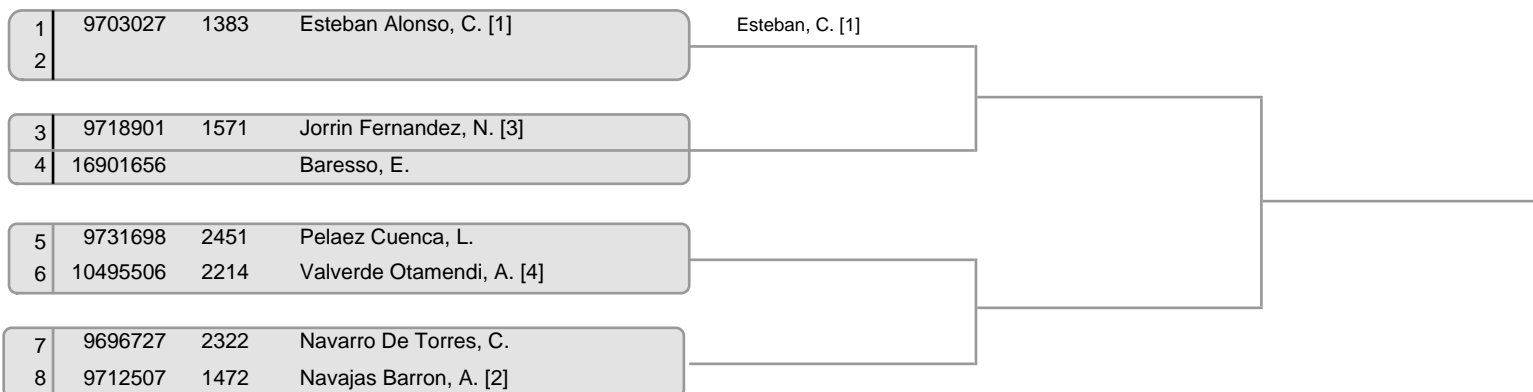 1 9703027 1383 Esteban Alonso, C. [1] Esteban, C. [1]
2
3 9718901 1571 Jorrin Fernandez, N. [3]
4 16901656 Baresso, E.
5 9731698 2451 Pelaez Cuenca, L.
6 10495506 2214 Valverde Otamendi, A. [4]
7 9696727 2322 Navarro De Torres, C.
8 9712507 1472 Navajas Barron, A. [2]